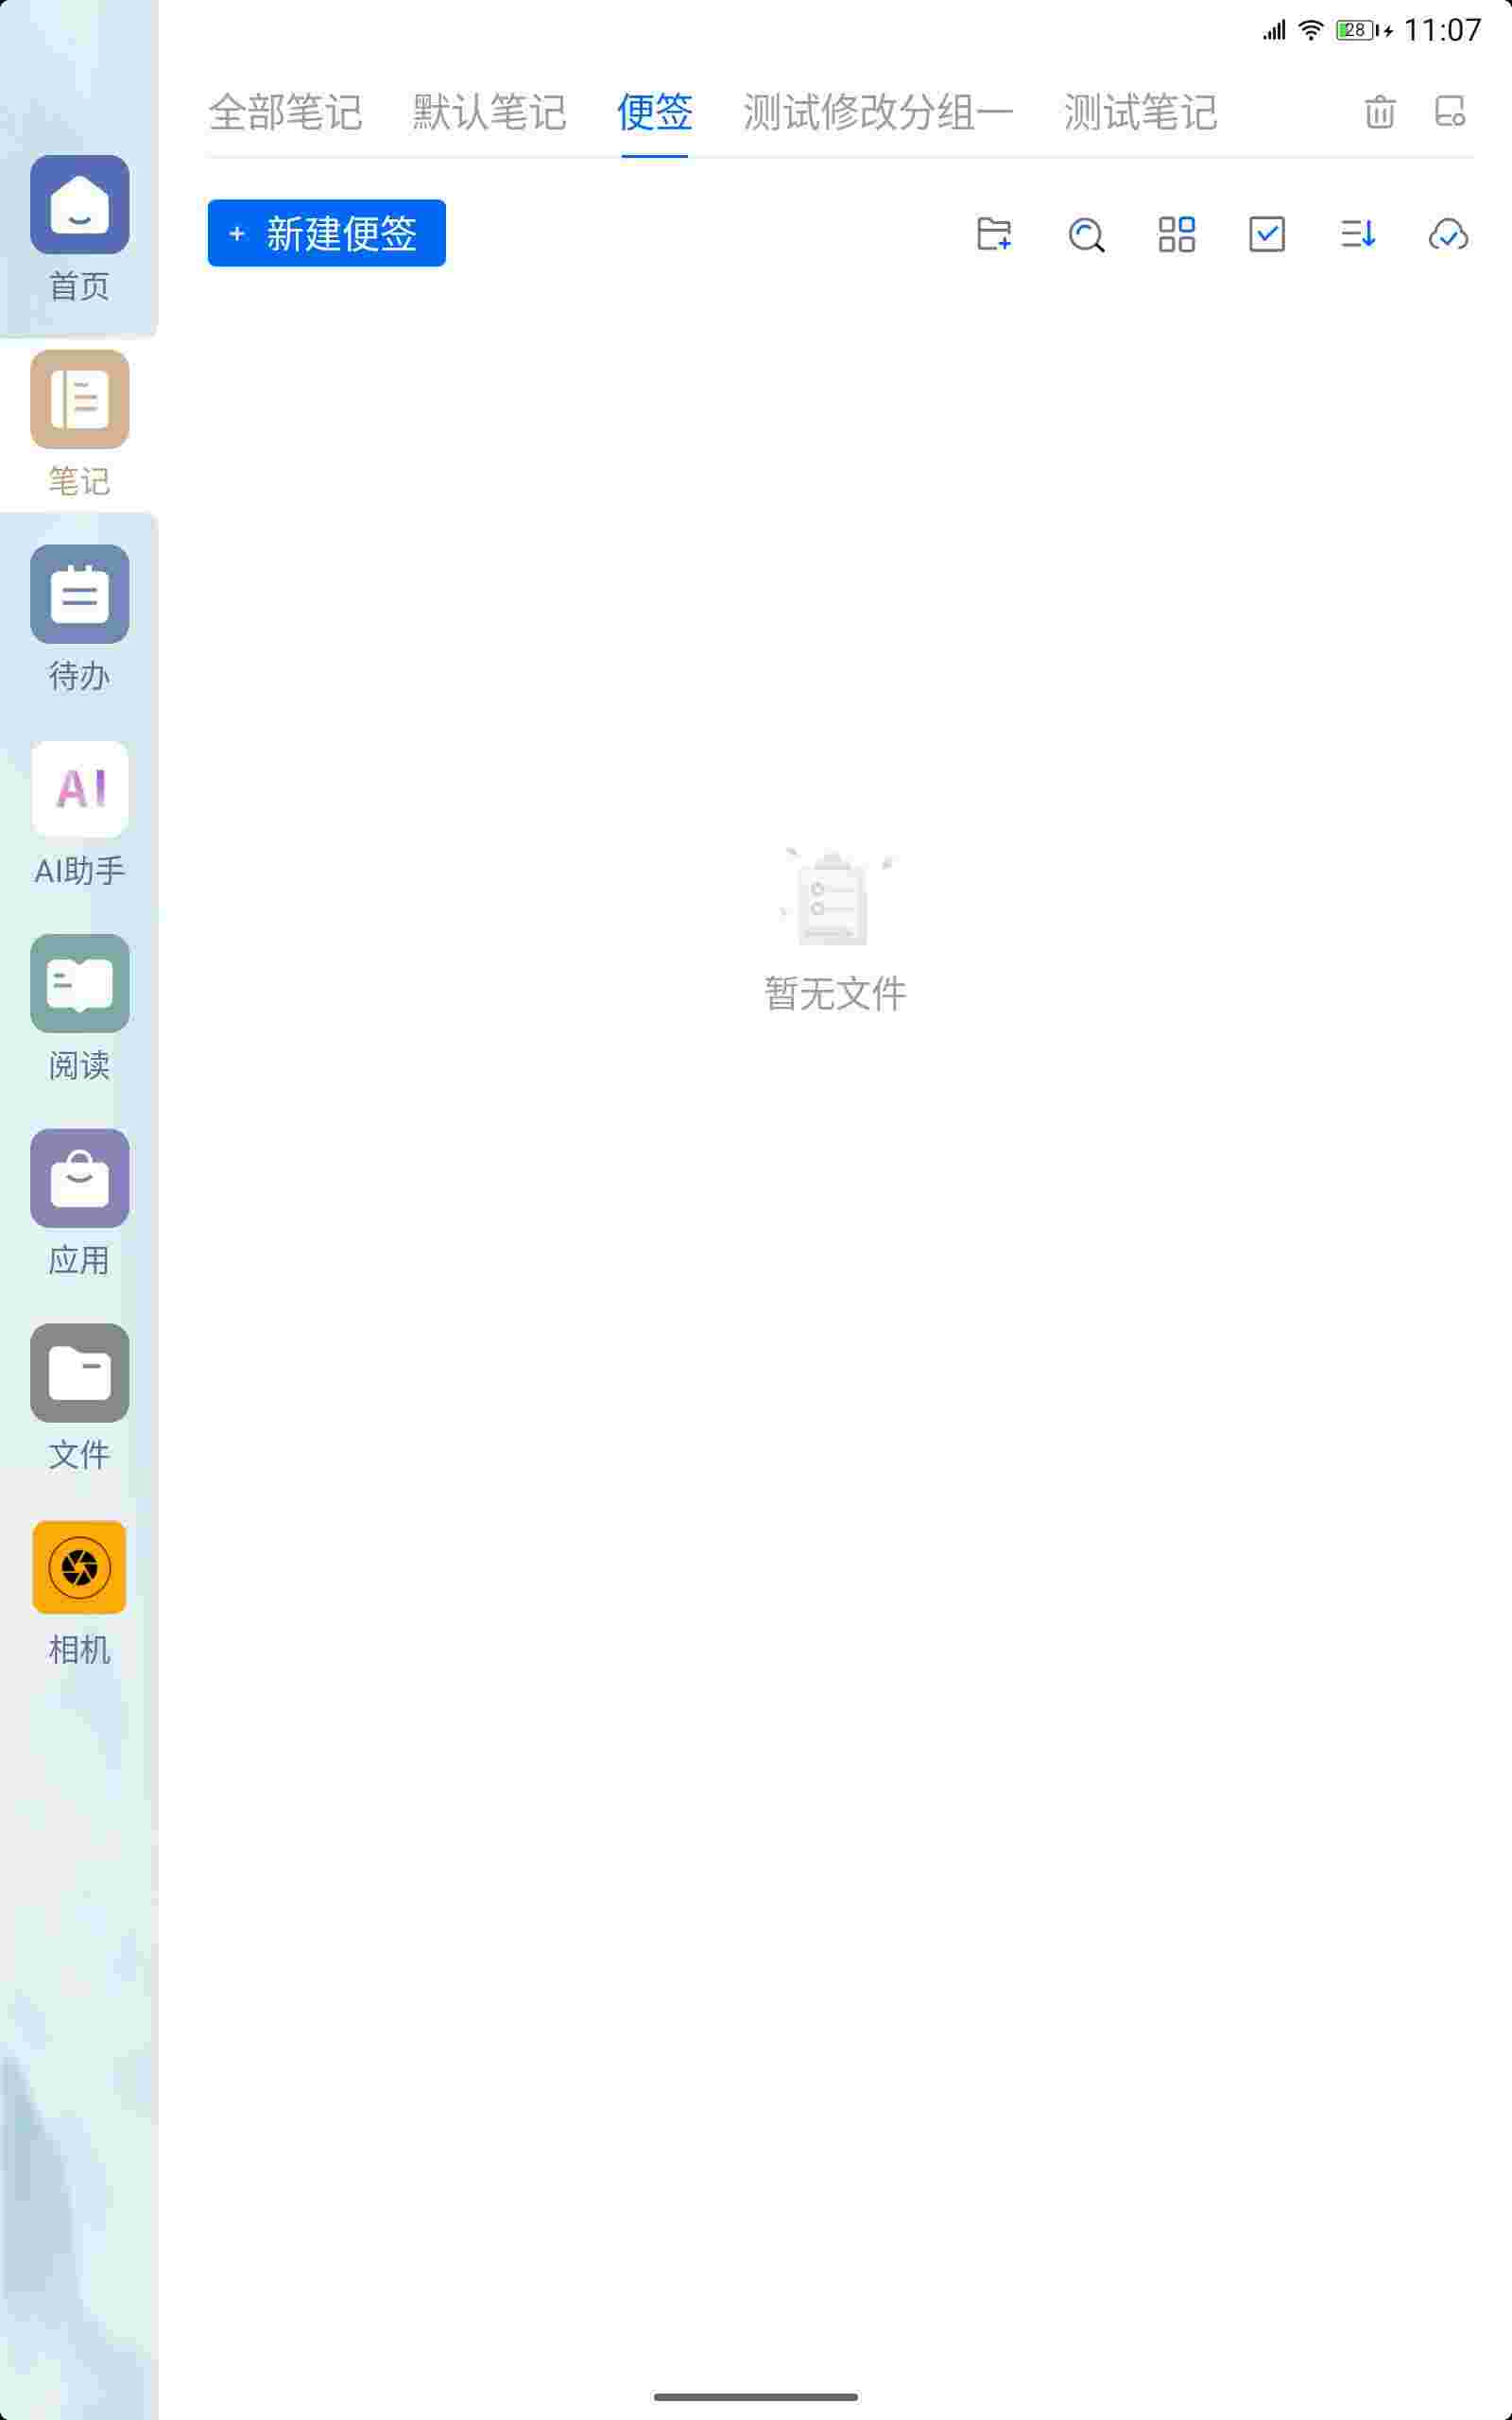 28 11:07
全部笔记 默认笔记 便签 测试修改分组一 测试笔记
+ 新建便签
首页
笔记
待办
AI
AI助手
阅读
应用
文件
相机
暂无文件